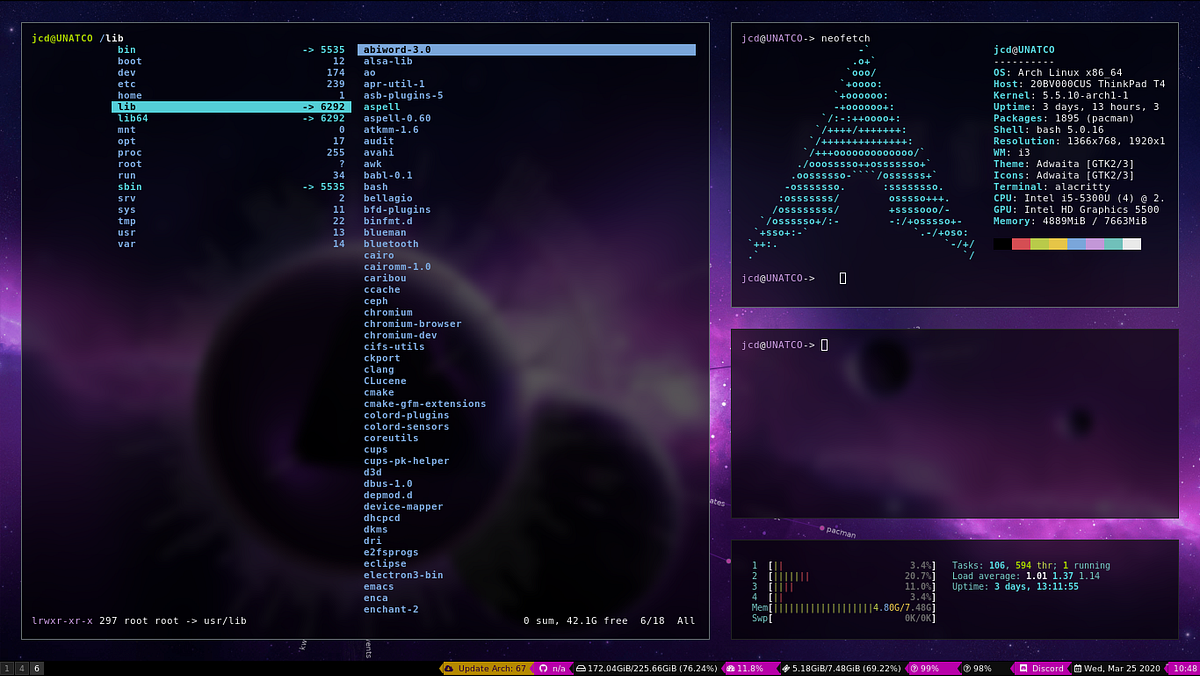 jcd@UNATCO /lib
bin -> 5535
boot 12
dev 174
etc 239
home 1
lib -> 6292
lib64 -> 6292
mnt 0
opt 17
proc 255
root ?
run 34
sbin -> 5535
srv 2
sys 11
tmp 22
usr 13
var 14
abiword-3.0
alsa-lib
ao
apr-util-1
asb-plugins-5
aspell
aspell-0.60
atkmm-1.6
audit
avahi
awk
babl-0.1
bash
bellagio
bfd-plugins
binfmt.d
blueman
bluetooth
cairo
cairomm-1.0
caribou
ccache
ceph
chromium
chromium-browser
chromium-dev
cifs-utils
ckport
clang
CLucene
cmake
cmake-gfm-extensions
colord-plugins
colord-sensors
coreutils
cups
cups-pk-helper
d3d
dbus-1.0
depmod.d
device-mapper
dhcpcd
dkms
dri
e2fsprogs
eclipse
electron3-bin
emacs
enca
enchant-2
lrwxr-xr-x 297 root root -> usr/lib 0 sum, 42.1G free 6/18 All
jcd@UNATCO-> neofetch
jcd@UNATCO
----------
OS: Arch Linux x86_64
Host: 20BV000CUS ThinkPad T4
Kernel: 5.5.10-arch1-1
Uptime: 3 days, 13 hours, 3
Packages: 1895 (pacman)
Shell: bash 5.0.16
Resolution: 1366x768, 1920x1
WM: i3
Theme: Adwaita [GTK2/3]
Icons: Adwaita [GTK2/3]
Terminal: alacritty
CPU: Intel i5-5300U (4) @ 2.
GPU: Intel HD Graphics 5500
Memory: 4889MiB / 7663MiB
jcd@UNATCO->
jcd@UNATCO->
pacman
1 [|| 3.4%]
2 [||||||| 20.7%]
3 [|||| 11.0%]
4 [|| 3.4%]
Mem[|||||||||||||||||||4.80G/7.48G]
Swp[ 0K/0K]
Tasks: 106, 594 thr; 1 running
Load average: 1.01 1.37 1.14
Uptime: 3 days, 13:11:55
1 4 6
Update Arch: 67 n/a 172.04GiB/225.66GiB (76.24%) 11.8% 5.18GiB/7.48GiB (69.22%) 99% 98% Discord Wed, Mar 25 2020 10:48